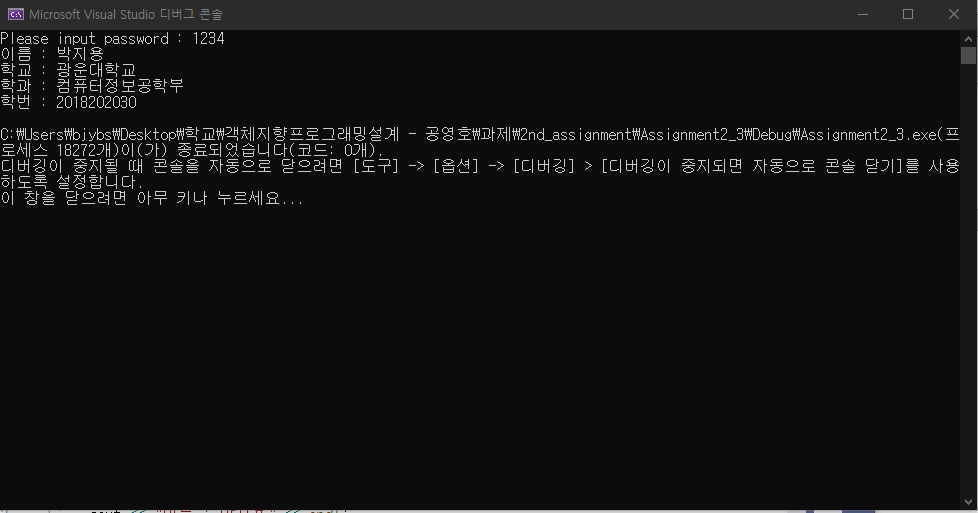 Microsoft Visual Studio 디버그 콘솔
Please input password : 1234
이름 : 박지용
학교 : 광운대학교
학과 : 컴퓨터정보공학부
학번 : 2018202030
C:\Users\bjybs\Desktop\학교\객체지향프로그래밍설계 - 공영호\과제\2nd_assignment\Assignment2_3\Debug\Assignment2_3.exe(프
로세스 18272개)이(가) 종료되었습니다(코드: 0개).
디버깅이 중지될 때 콘솔을 자동으로 닫으려면 [도구] -> [옵션] -> [디버깅] > [디버깅이 중지되면 자동으로 콘솔 닫기]를 사용
하도록 설정합니다.
이 창을 닫으려면 아무 키나 누르세요...